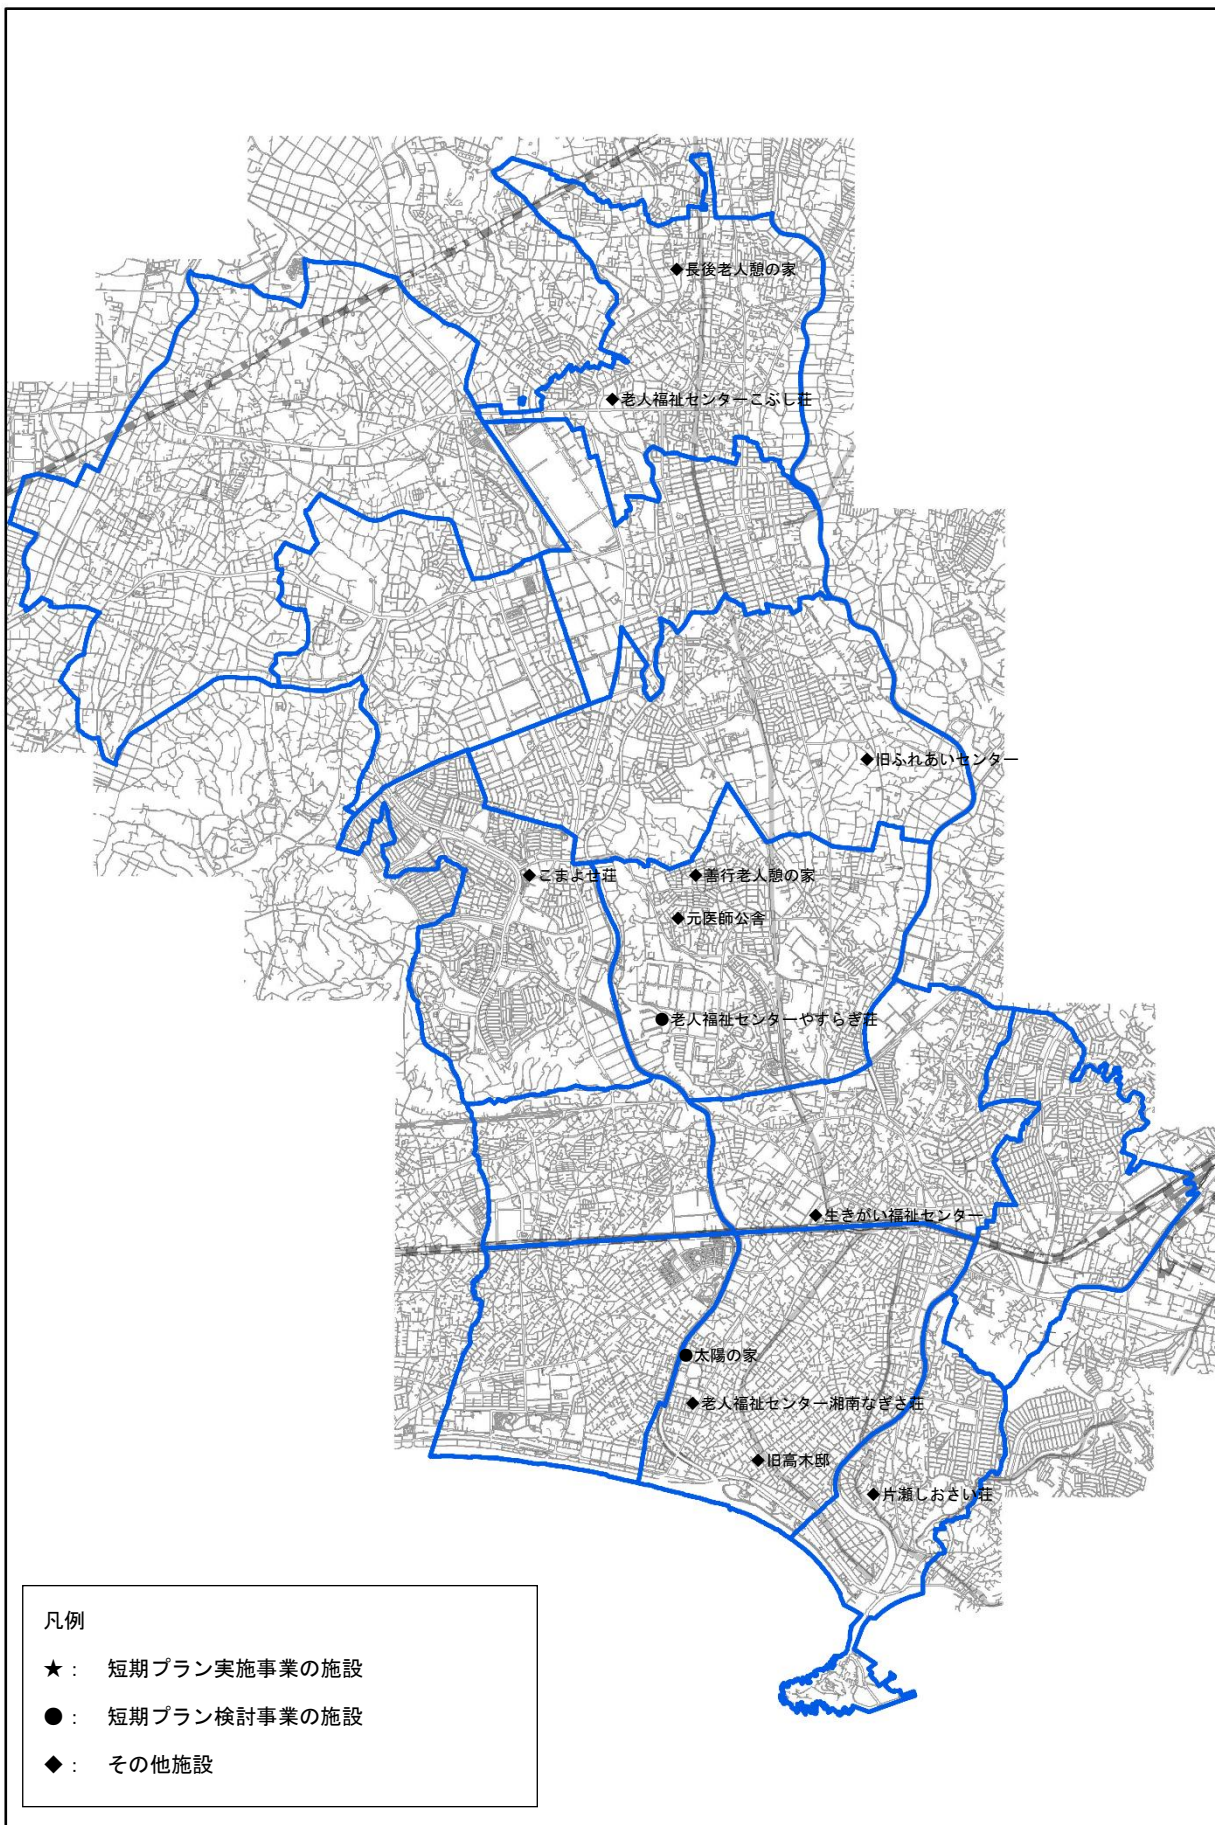 ◆長後老人憩の家
◆老人福祉センターこぶし荘
◆旧ふれあいセンター
◆こまよせ荘
◆善行老人憩の家
◆元医師公舎
●老人福祉センターやすらぎ荘
◆生きがい福祉センター
●太陽の家
◆老人福祉センター湘南なぎさ荘
◆旧高木邸
◆片瀬しおさい荘
凡例
★： 短期プラン実施事業の施設
●： 短期プラン検討事業の施設
◆： その他施設